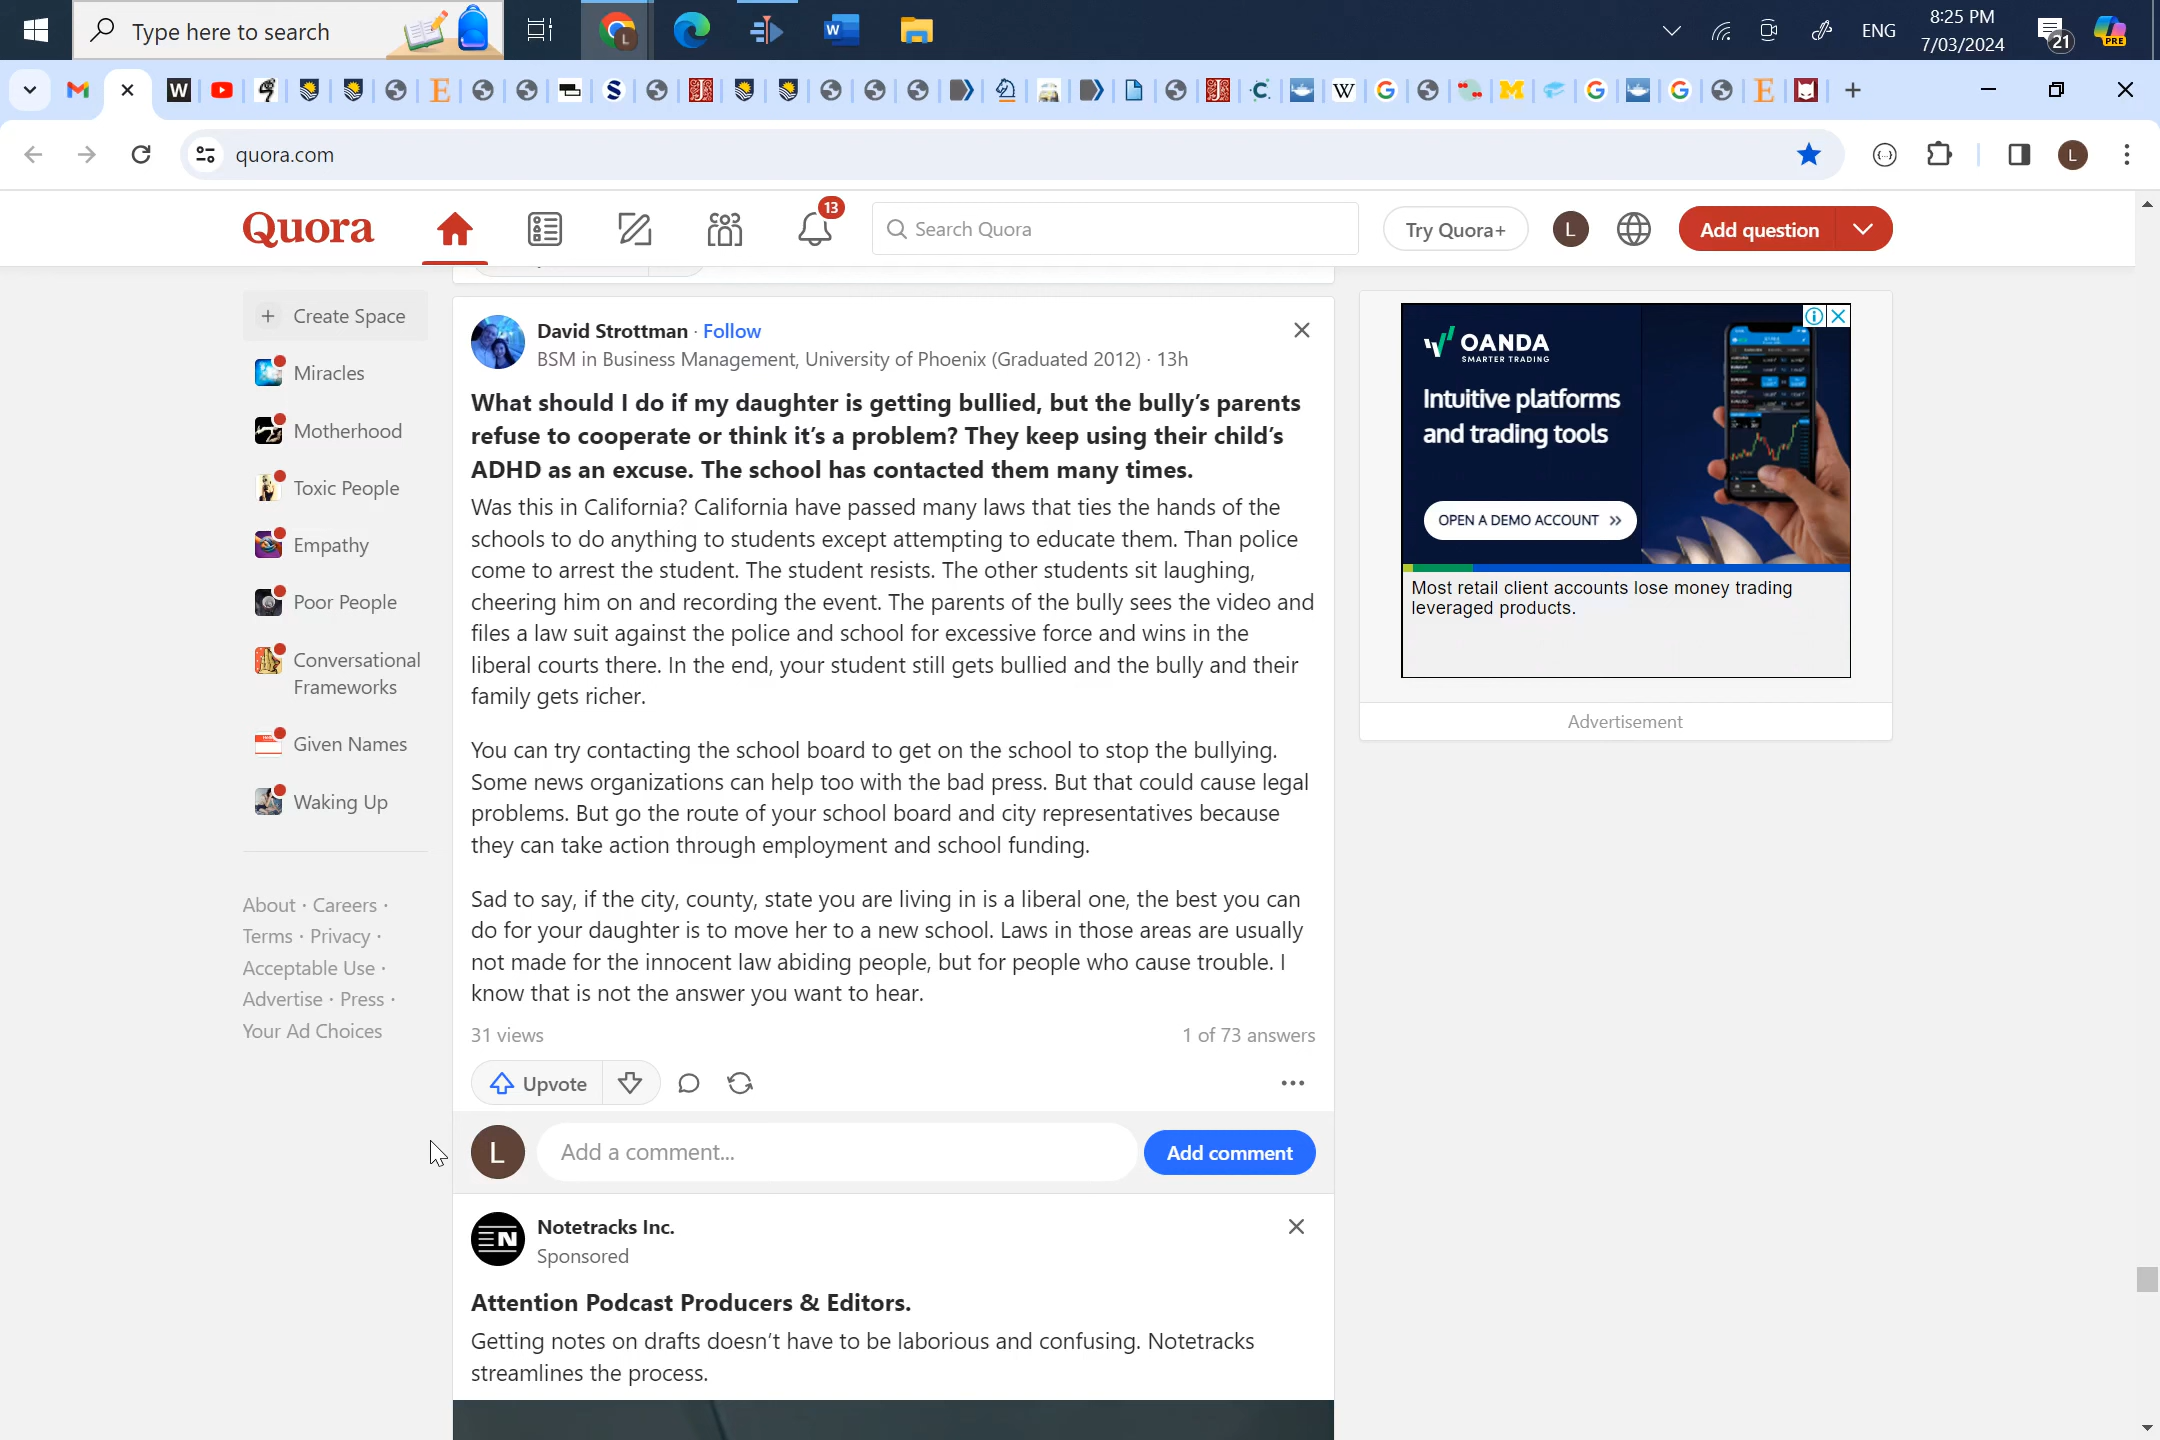 Type here to search
ENG
8:25 PM
7/03/2024
21
PRE
quora.com
L
Quora
13
Search Quora
Try Quora+
L
Add question
Create Space
Miracles
Motherhood
Toxic People
Empathy
Poor People
Conversational
Frameworks
Given Names
Waking Up
About · Careers ·
Terms · Privacy ·
Acceptable Use ·
Advertise · Press ·
Your Ad Choices
David Strottman · Follow
BSM in Business Management, University of Phoenix (Graduated 2012) · 13h
What should I do if my daughter is getting bullied, but the bully’s parents
refuse to cooperate or think it’s a problem? They keep using their child’s
ADHD as an excuse. The school has contacted them many times.
Was this in California? California have passed many laws that ties the hands of the
schools to do anything to students except attempting to educate them. Than police
come to arrest the student. The student resists. The other students sit laughing,
cheering him on and recording the event. The parents of the bully sees the video and
files a law suit against the police and school for excessive force and wins in the
liberal courts there. In the end, your student still gets bullied and the bully and their
family gets richer.
You can try contacting the school board to get on the school to stop the bullying.
Some news organizations can help too with the bad press. But that could cause legal
problems. But go the route of your school board and city representatives because
they can take action through employment and school funding.
Sad to say, if the city, county, state you are living in is a liberal one, the best you can
do for your daughter is to move her to a new school. Laws in those areas are usually
not made for the innocent law abiding people, but for people who cause trouble. I
know that is not the answer you want to hear.
31 views
1 of 73 answers
Upvote
L
Add a comment...
Add comment
N
Notetracks Inc.
Sponsored
Attention Podcast Producers & Editors.
Getting notes on drafts doesn’t have to be laborious and confusing. Notetracks
streamlines the process.
OANDA
SMARTER TRADING
Intuitive platforms
and trading tools
OPEN A DEMO ACCOUNT »
Most retail client accounts lose money trading
leveraged products.
Advertisement